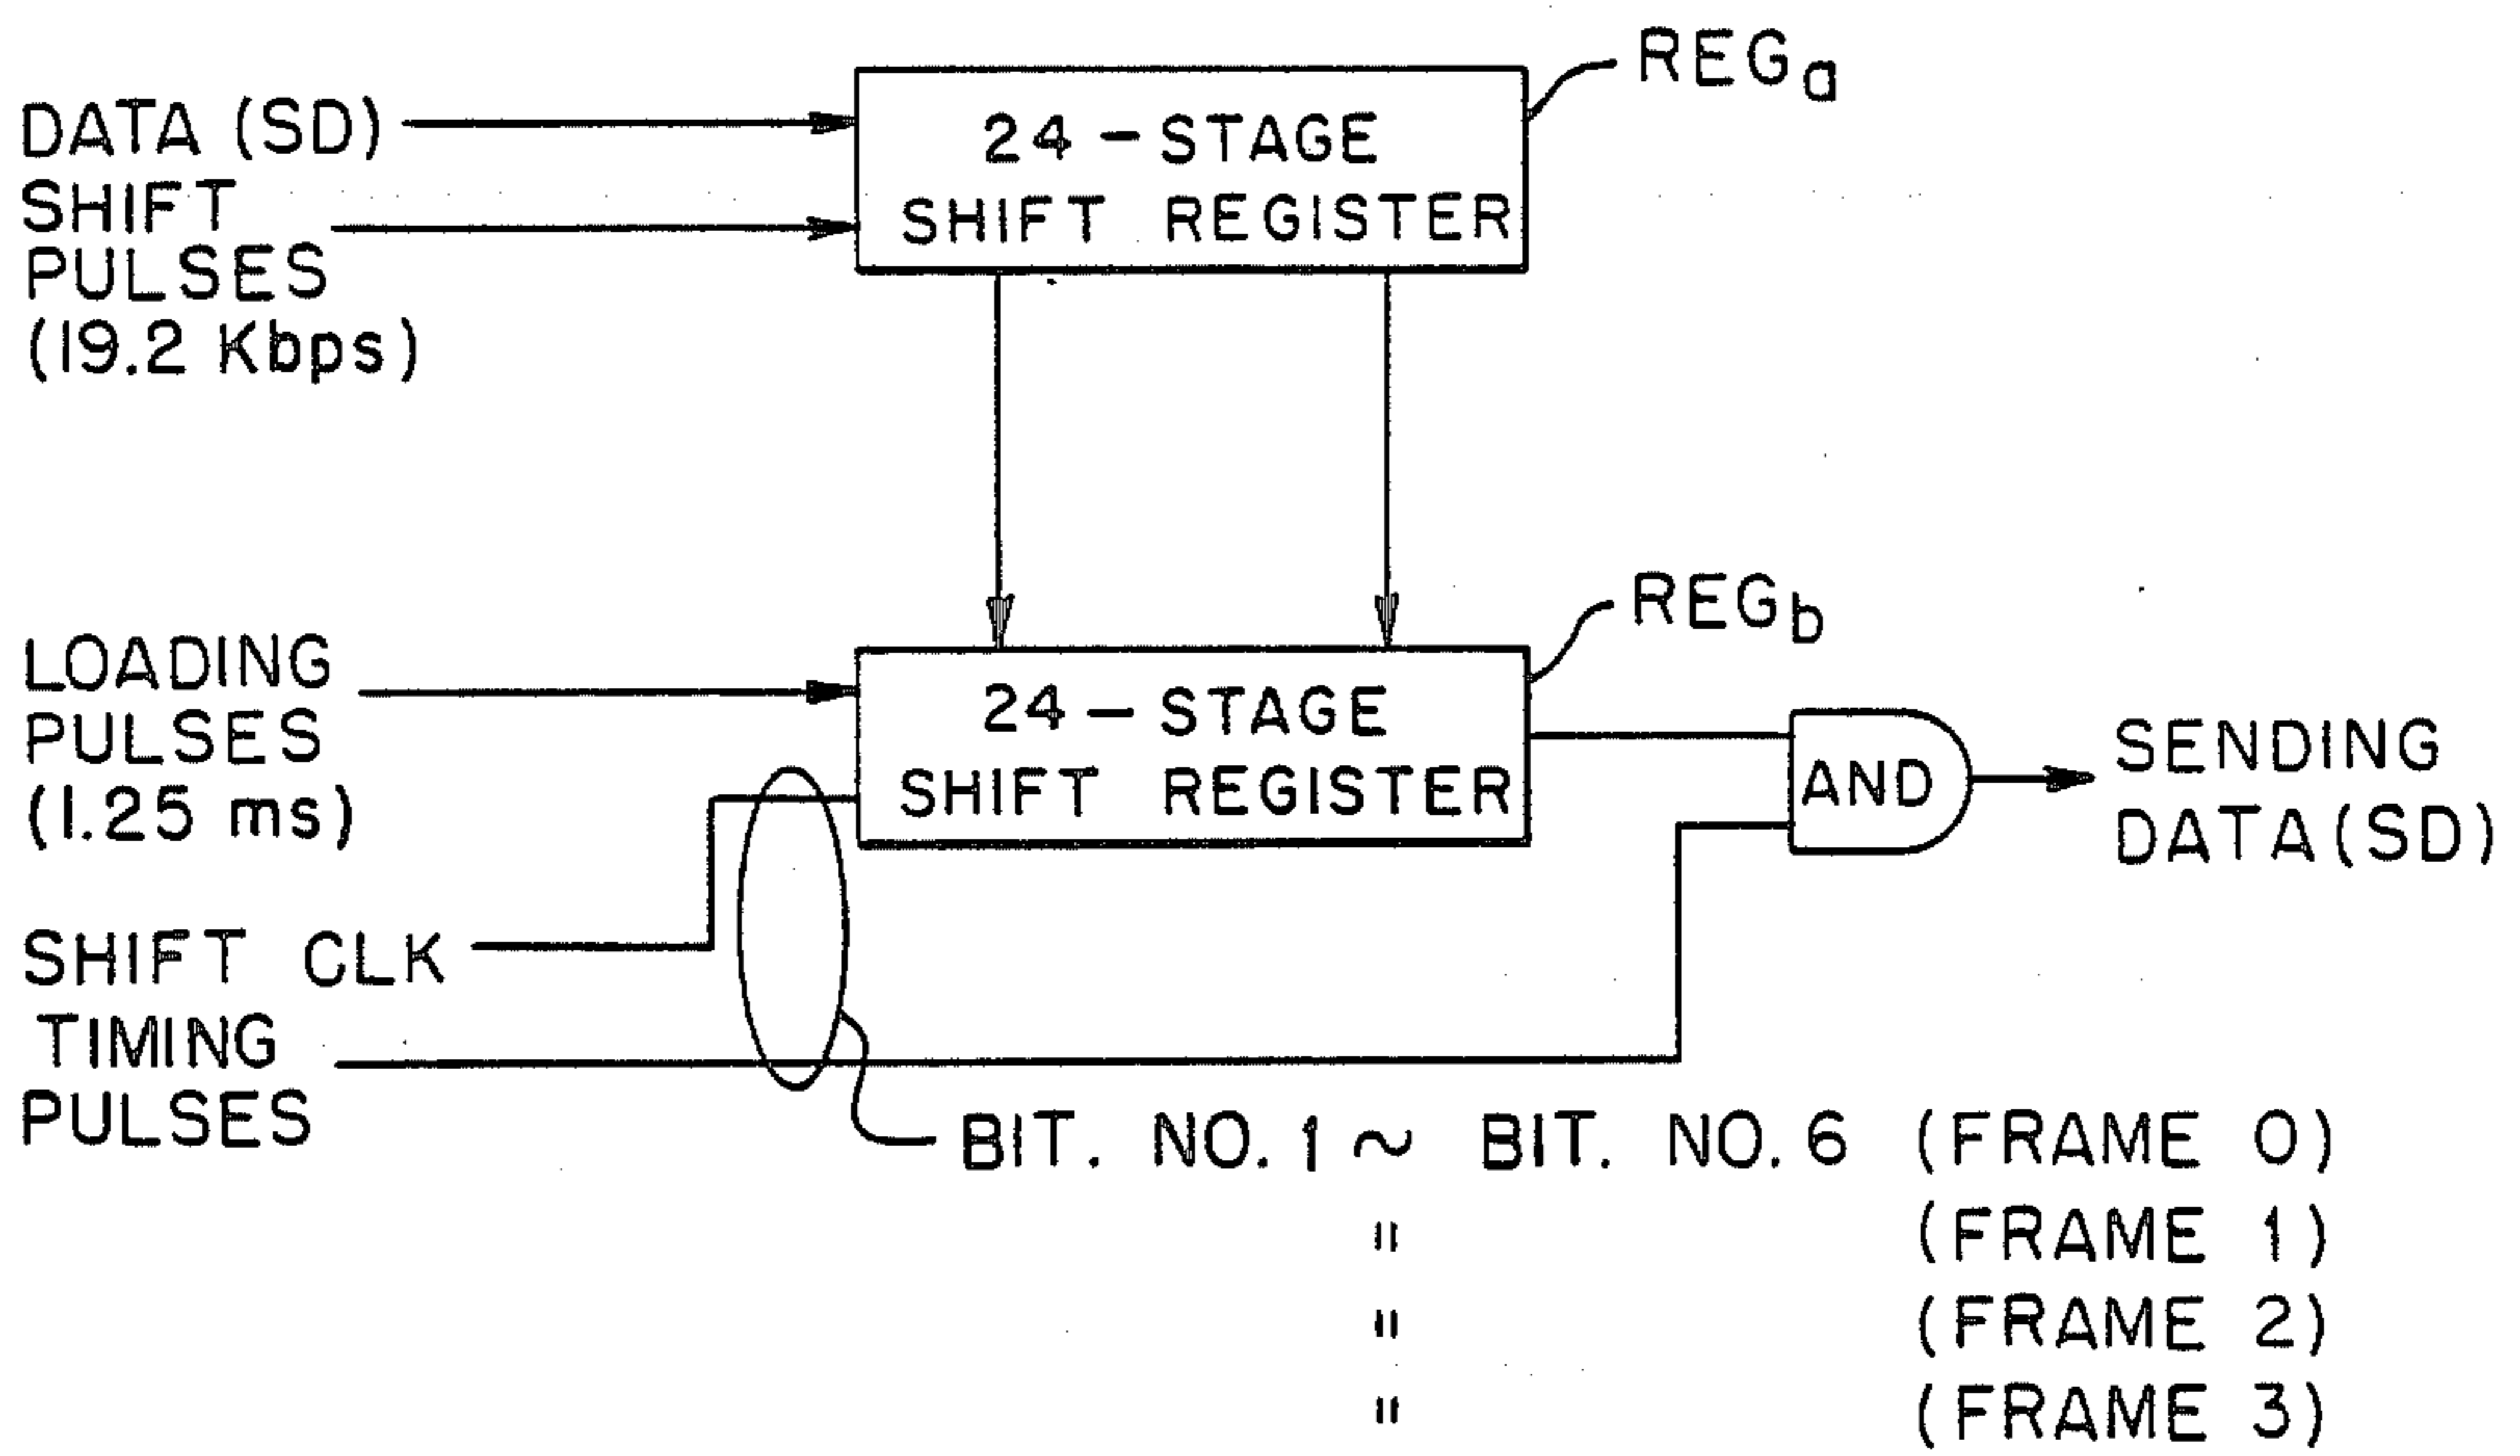 REGa
DATA (SD)
24-STAGE
SHIFT REGISTER
SHIFT
PULSES
(19.2 Kbps)
REGb
LOADING
PULSES
(1.25 ms)
24-STAGE
SHIFT REGISTER
AND
SENDING
DATA(SD)
SHIFT CLK
TIMING
PULSES
BIT. NO. 1 ~ BIT. NO. 6 (FRAME 0)
" (FRAME 1)
" (FRAME 2)
" (FRAME 3)